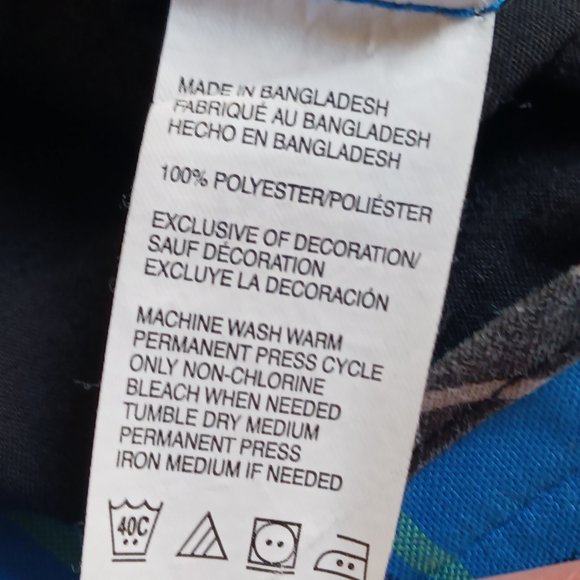 MADE IN BANGLADESH
FABRIQUÉ AU BANGLADESH
HECHO EN BANGLADESH
100% POLYESTER/POLIÉSTER
EXCLUSIVE OF DECORATION/
SAUF DÉCORATION
EXCLUYE LA DECORACIÓN
MACHINE WASH WARM
PERMANENT PRESS CYCLE
ONLY NON-CHLORINE
BLEACH WHEN NEEDED
TUMBLE DRY MEDIUM
PERMANENT PRESS
IRON MEDIUM IF NEEDED
40C